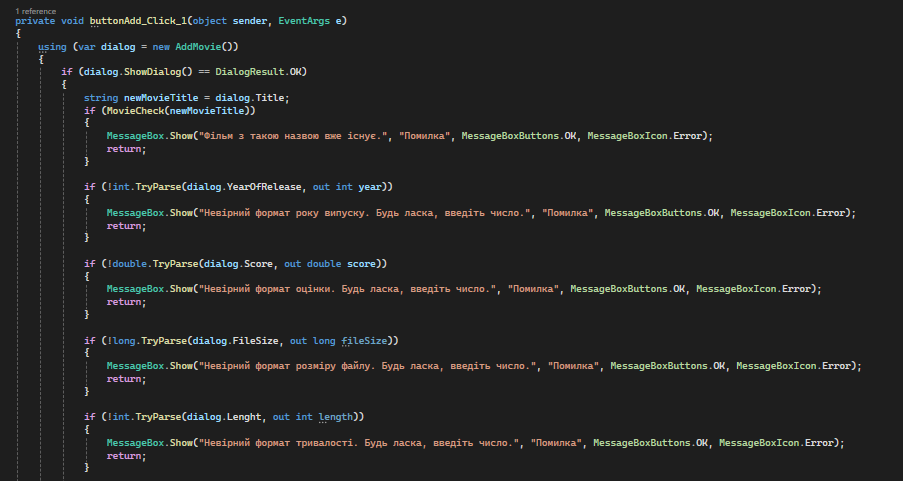 1 reference
private void buttonAdd_Click_1(object sender, EventArgs e)
{
using (var dialog = new AddMovie())
{
if (dialog.ShowDialog() == DialogResult.OK)
{
string newMovieTitle = dialog.Title;
if (MovieCheck(newMovieTitle))
{
MessageBox.Show("Фільм з такою назвою вже існує.", "Помилка", MessageBoxButtons.OK, MessageBoxIcon.Error);
return;
}
if (!int.TryParse(dialog.YearOfRelease, out int year))
{
MessageBox.Show("Невірний формат року випуску. Будь ласка, введіть число.", "Помилка", MessageBoxButtons.OK, MessageBoxIcon.Error);
return;
}
if (!double.TryParse(dialog.Score, out double score))
{
MessageBox.Show("Невірний формат оцінки. Будь ласка, введіть число.", "Помилка", MessageBoxButtons.OK, MessageBoxIcon.Error);
return;
}
if (!long.TryParse(dialog.FileSize, out long fileSize))
{
MessageBox.Show("Невірний формат розміру файлу. Будь ласка, введіть число.", "Помилка", MessageBoxButtons.OK, MessageBoxIcon.Error);
return;
}
if (!int.TryParse(dialog.Lenght, out int length))
{
MessageBox.Show("Невірний формат тривалості. Будь ласка, введіть число.", "Помилка", MessageBoxButtons.OK, MessageBoxIcon.Error);
return;
}